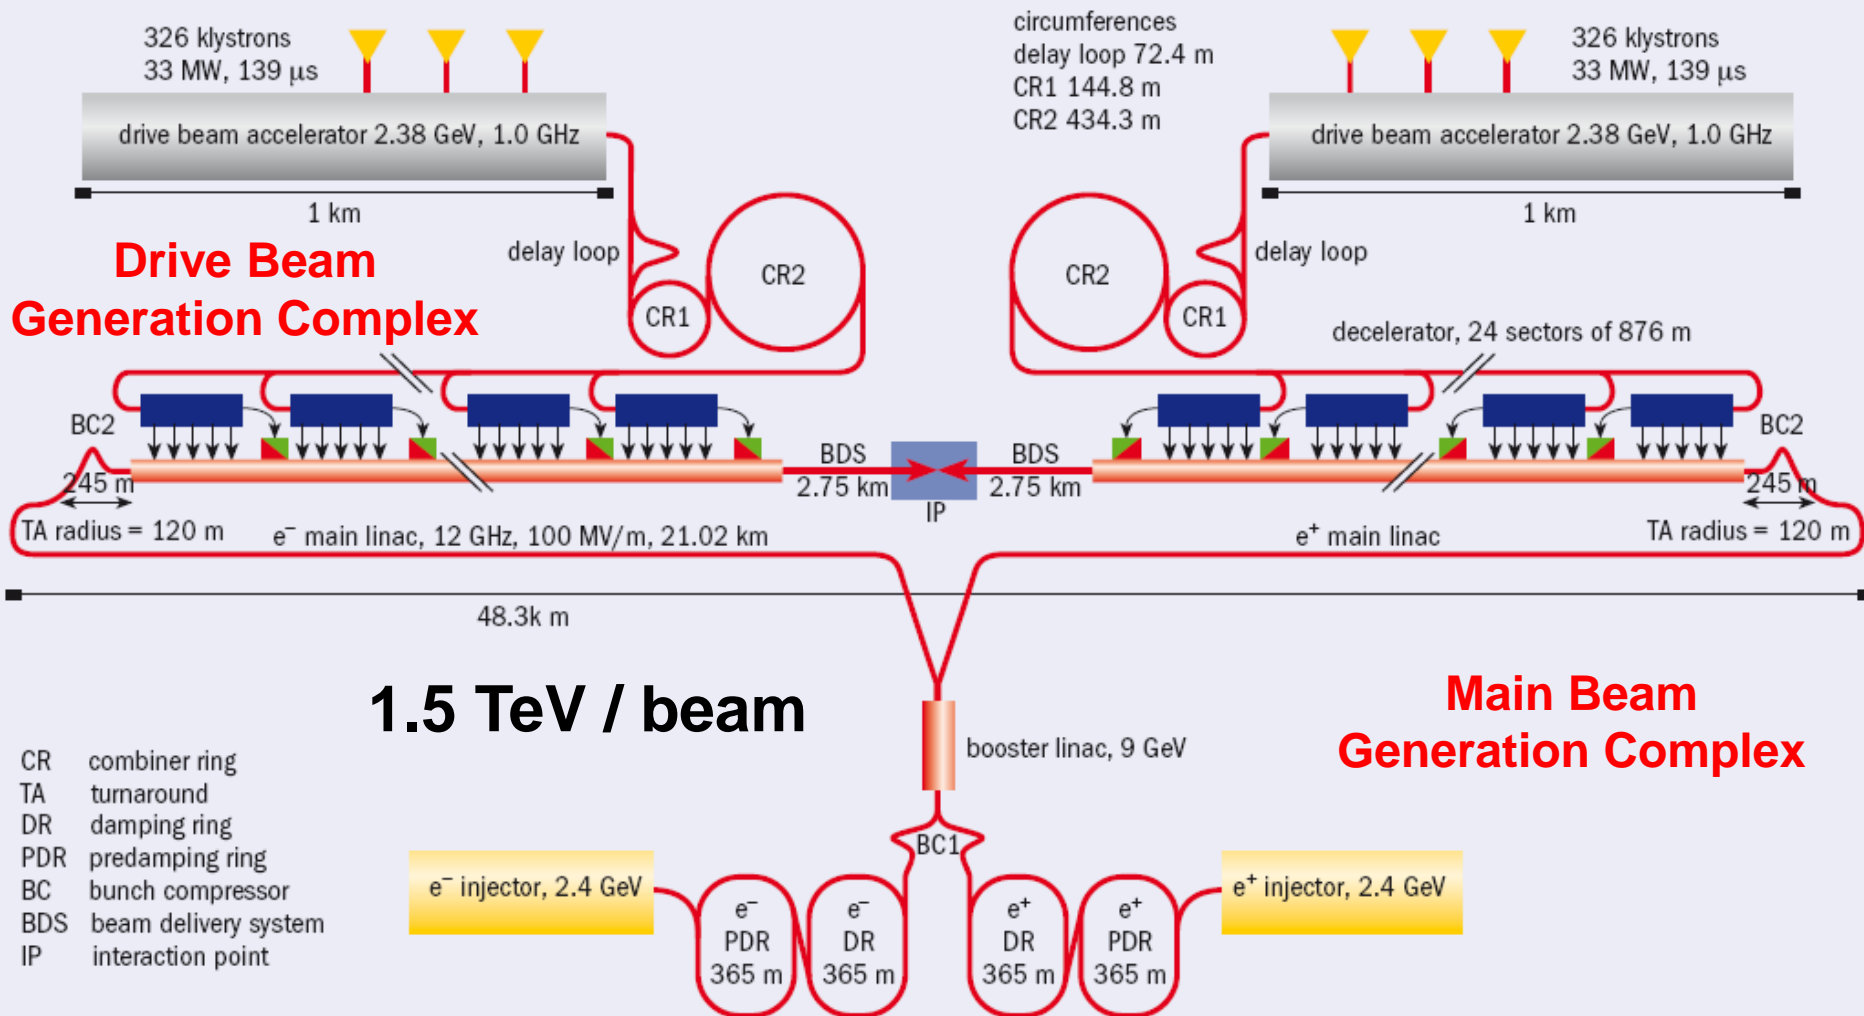 326 klystrons
33 MW, 139 μs
circumferences
delay loop 72.4 m
CR1 144.8 m
CR2 434.3 m
326 klystrons
33 MW, 139 μs
drive beam accelerator 2.38 GeV, 1.0 GHz
drive beam accelerator 2.38 GeV, 1.0 GHz
1 km
1 km
Drive Beam
Generation Complex
delay loop
CR1
CR2
CR2
CR1
delay loop
decelerator, 24 sectors of 876 m
BC2
245 m
TA radius = 120 m
e⁻ main linac, 12 GHz, 100 MV/m, 21.02 km
BDS
2.75 km
IP
BDS
2.75 km
e⁺ main linac
BC2
245 m
TA radius = 120 m
48.3k m
1.5 TeV / beam
Main Beam
Generation Complex
booster linac, 9 GeV
CR combiner ring
TA turnaround
DR damping ring
PDR predamping ring
BC bunch compressor
BDS beam delivery system
IP interaction point
BC1
e⁻ injector, 2.4 GeV
e⁻
PDR
365 m
e⁻
DR
365 m
e⁺
DR
365 m
e⁺
PDR
365 m
e⁺ injector, 2.4 GeV